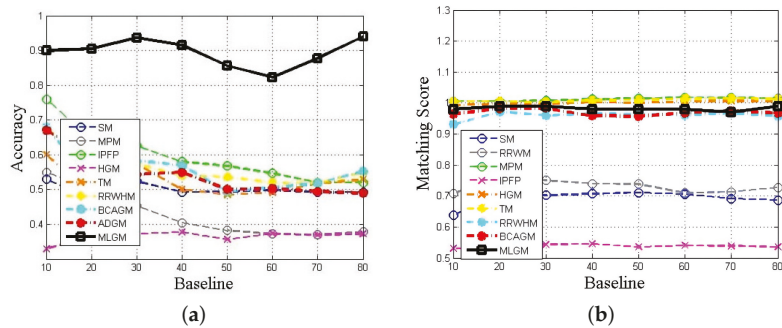 1
0.9
0.8
0.7
0.6
0.5
0.4
Accuracy
SM
MPM
IPFP
HGM
TM
RRWHM
BCAGM
ADGM
MLGM
10 20 30 40 50 60 70 80
Baseline
(a)
1.3
1.2
1.1
1
0.9
0.8
0.7
0.6
0.5
Matching Score
SM
RRWM
MPM
IPFP
HGM
TM
RRWHM
BCAGM
MLGM
10 20 30 40 50 60 70 80
Baseline
(b)